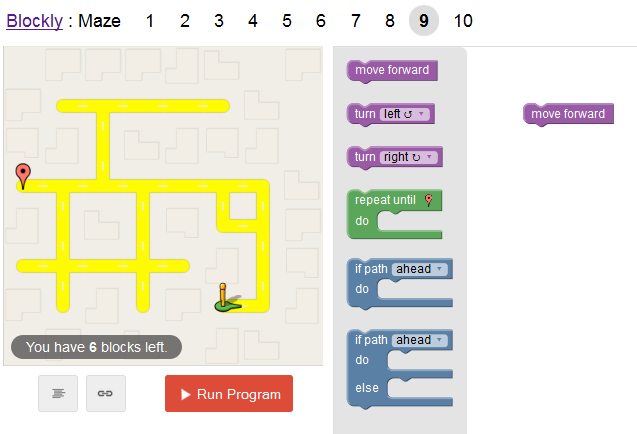 Blockly : Maze 1 2 3 4 5 6 7 8 9 10
move forward
turn left ↺ ▾
turn right ↻ ▾
repeat until
do
if path ahead ▾
do
if path ahead ▾
do
else
move forward
You have 6 blocks left.
Run Program